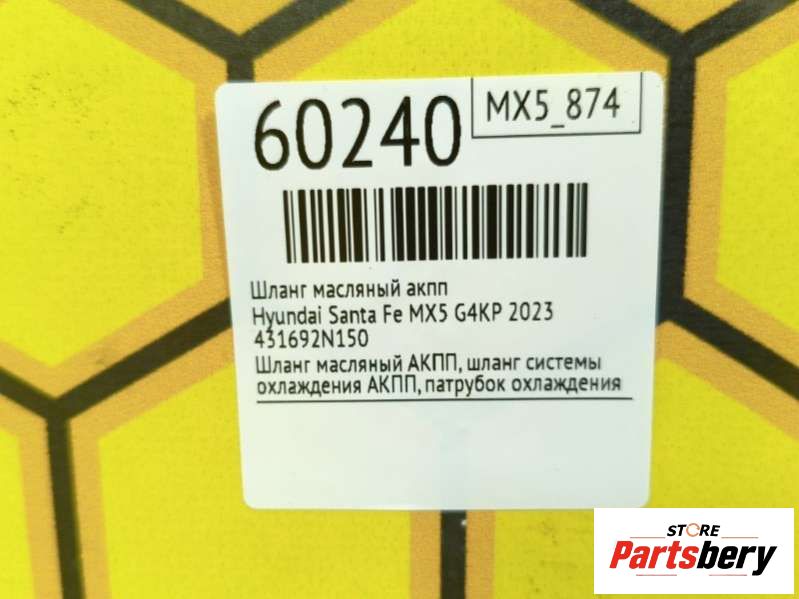 60240
MX5_874
Шланг масляный акпп
Hyundai Santa Fe MX5 G4KP 2023
431692N150
Шланг масляный АКПП, шланг системы
охлаждения АКПП, патрубок охлаждения
STORE
Partsbery